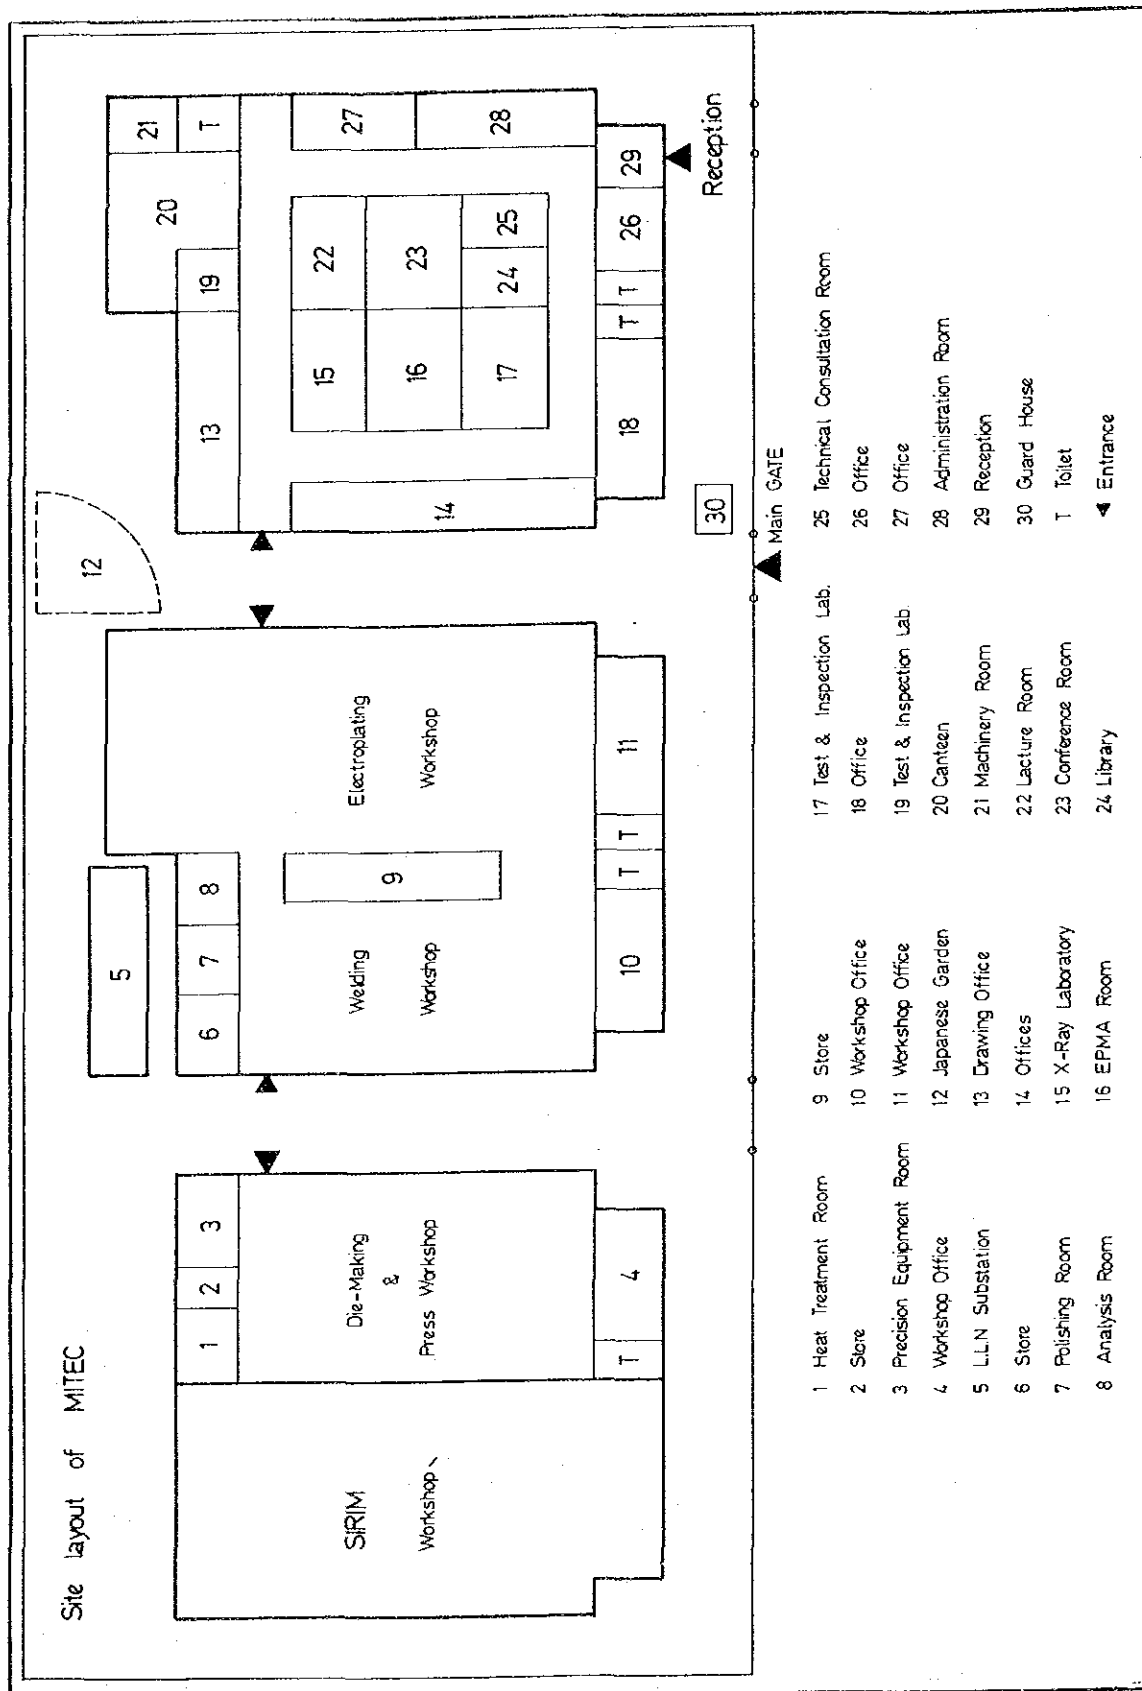 Site layout of MITEC
5
12
20
21
6
7
8
13
19
T
1
2
3
SIRIM
Workshop
Die-Making
&
Press Workshop
Welding
Workshop
9
Electroplating
Workshop
14
15
22
16
23
17
24
25
27
28
T
4
10
T
T
11
18
T
T
26
29
30
Reception
Main GATE
1 Heat Treatment Room
2 Store
3 Precision Equipment Room
4 Workshop Office
5 L.L.N Substation
6 Store
7 Polishing Room
8 Analysis Room
9 Store
10 Workshop Office
11 Workshop Office
12 Japanese Garden
13 Drawing Office
14 Offices
15 X-Ray Laboratory
16 EPMA Room
17 Test & Inspection Lab.
18 Office
19 Test & Inspection Lab.
20 Canteen
21 Machinery Room
22 Lacture Room
23 Conference Room
24 Library
25 Technical Consultation Room
26 Office
27 Office
28 Administration Room
29 Reception
30 Guard House
T Toilet
◀ Entrance